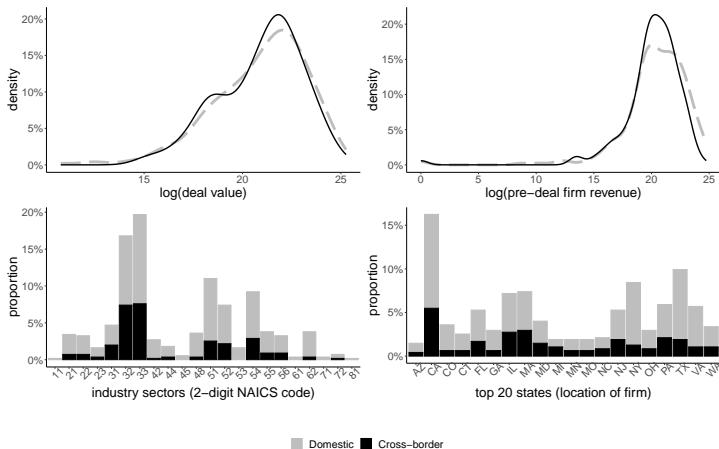 20%
15%
10%
5%
0%
density
15
20
25
log(deal value)
20%
15%
10%
5%
0%
density
0
5
10
15
20
25
log(pre−deal firm revenue)
20%
15%
10%
5%
0%
proportion
11 21 22 23 31 32 33 42 44 45 48 51 52 53 54 55 56 61 62 71 72 81
industry sectors (2−digit NAICS code)
15%
10%
5%
0%
proportion
AZ CA CO CT FL GA IL MA MD MI MN MO NC NJ NY OH PA TX VA WA
top 20 states (location of firm)
Domestic Cross−border